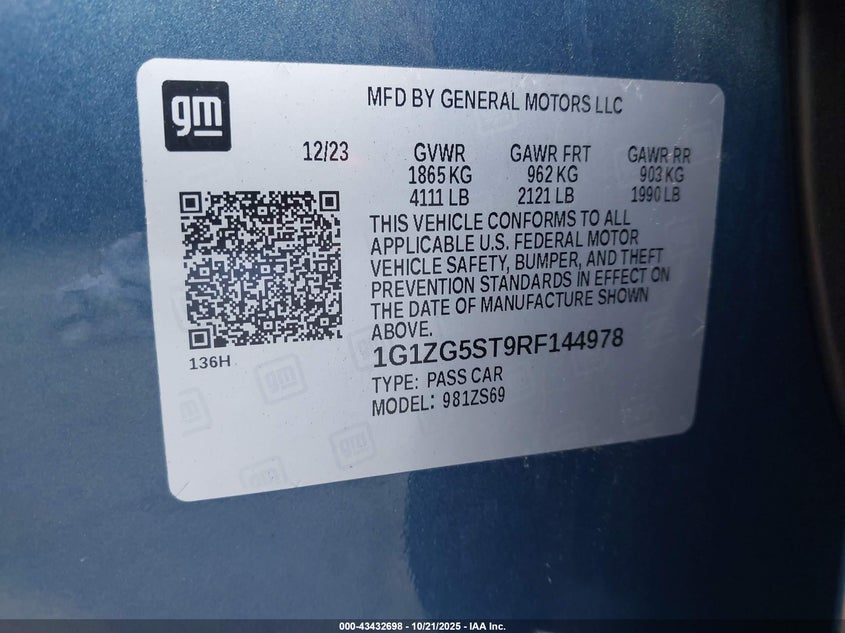 gm
MFD BY GENERAL MOTORS LLC
12/23 GVWR GAWR FRT GAWR RR
1865 KG 962 KG 903 KG
4111 LB 2121 LB 1990 LB
THIS VEHICLE CONFORMS TO ALL
APPLICABLE U.S. FEDERAL MOTOR
VEHICLE SAFETY, BUMPER, AND THEFT
PREVENTION STANDARDS IN EFFECT ON
THE DATE OF MANUFACTURE SHOWN
ABOVE.
136H
1G1ZG5ST9RF144978
TYPE: PASS CAR
MODEL: 981ZS69
000-43432698 - 10/21/2025 - IAA Inc.